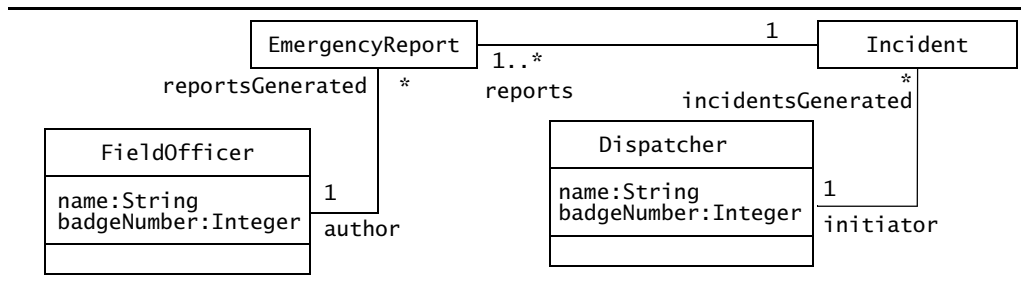 EmergencyReport
1
Incident
1..*
reportsGenerated
*
reports
*
incidentsGenerated
FieldOfficer
name:String
badgeNumber:Integer
1
author
Dispatcher
name:String
badgeNumber:Integer
1
initiator